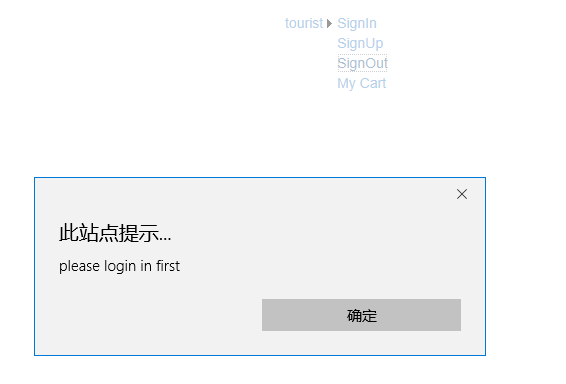 tourist SignIn
SignUp
SignOut
My Cart
此站点提示...
please login in first
确定